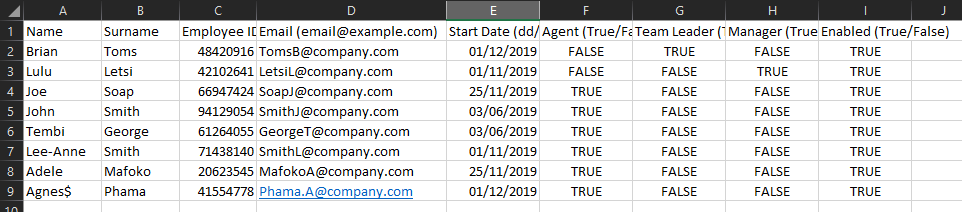 A B C D E F G H I J
1 Name Surname Employee ID Email (email@example.com) Start Date (dd/ Agent (True/Fa Team Leader (T Manager (True Enabled (True/False)
2 Brian Toms 48420916 TomsB@company.com 01/12/2019 FALSE TRUE FALSE TRUE
3 Lulu Letsi 42102641 LetsiL@company.com 01/11/2019 FALSE FALSE TRUE TRUE
4 Joe Soap 66947424 SoapJ@company.com 25/11/2019 TRUE FALSE FALSE TRUE
5 John Smith 94129054 SmithJ@company.com 03/06/2019 TRUE FALSE FALSE TRUE
6 Tembi George 61264055 GeorgeT@company.com 03/06/2019 TRUE FALSE FALSE TRUE
7 Lee-Anne Smith 71438140 SmithL@company.com 01/11/2019 TRUE FALSE FALSE TRUE
8 Adele Mafoko 20623545 MafokoA@company.com 25/11/2019 TRUE FALSE FALSE TRUE
9 Agnes$ Phama 41554778 Phama.A@company.com 01/12/2019 TRUE FALSE FALSE TRUE
10